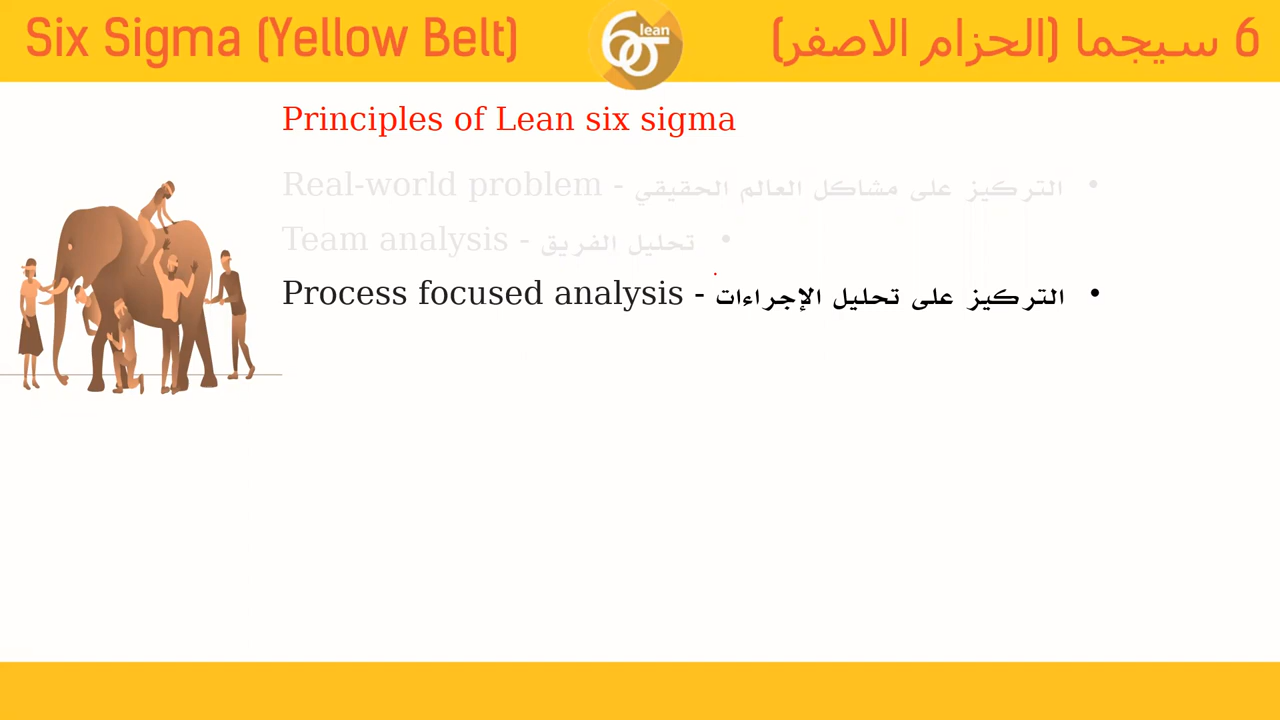 Six Sigma (Yellow Belt)
lean
6σ
6 سيجما (الحزام الاصفر)
Principles of Lean six sigma
• Real-world problem - التركيز على مشاكل العالم الحقيقي
• Team analysis - تحليل الفريق
• Process focused analysis - التركيز على تحليل الإجراءات